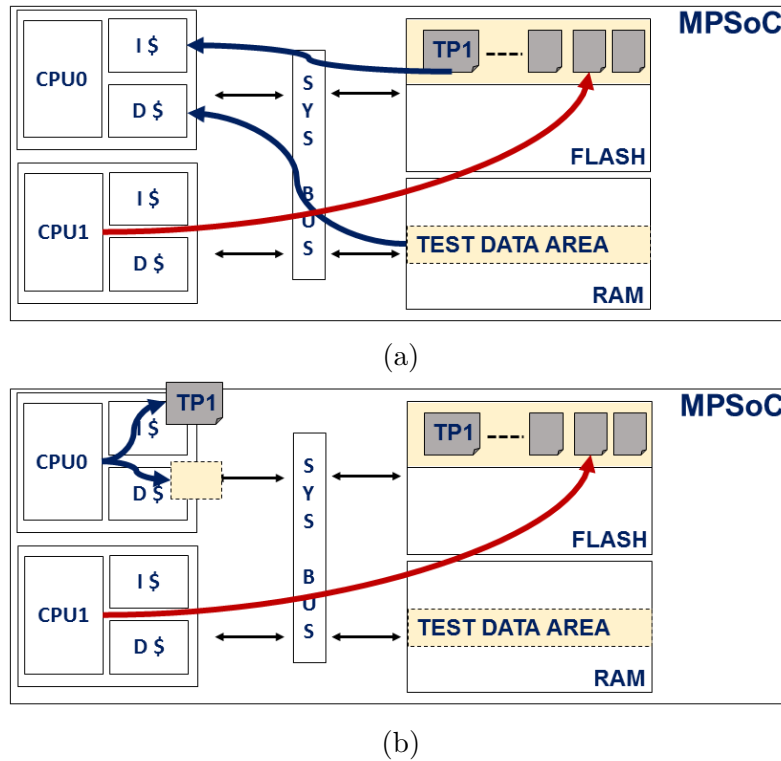 MPSoC
I $
TP1
CPU0
D $
S
Y
S
B
U
S
FLASH
I $
CPU1
D $
TEST DATA AREA
RAM
(a)
TP1
MPSoC
I $
TP1
CPU0
D $
S
Y
S
B
U
S
FLASH
I $
CPU1
D $
TEST DATA AREA
RAM
(b)